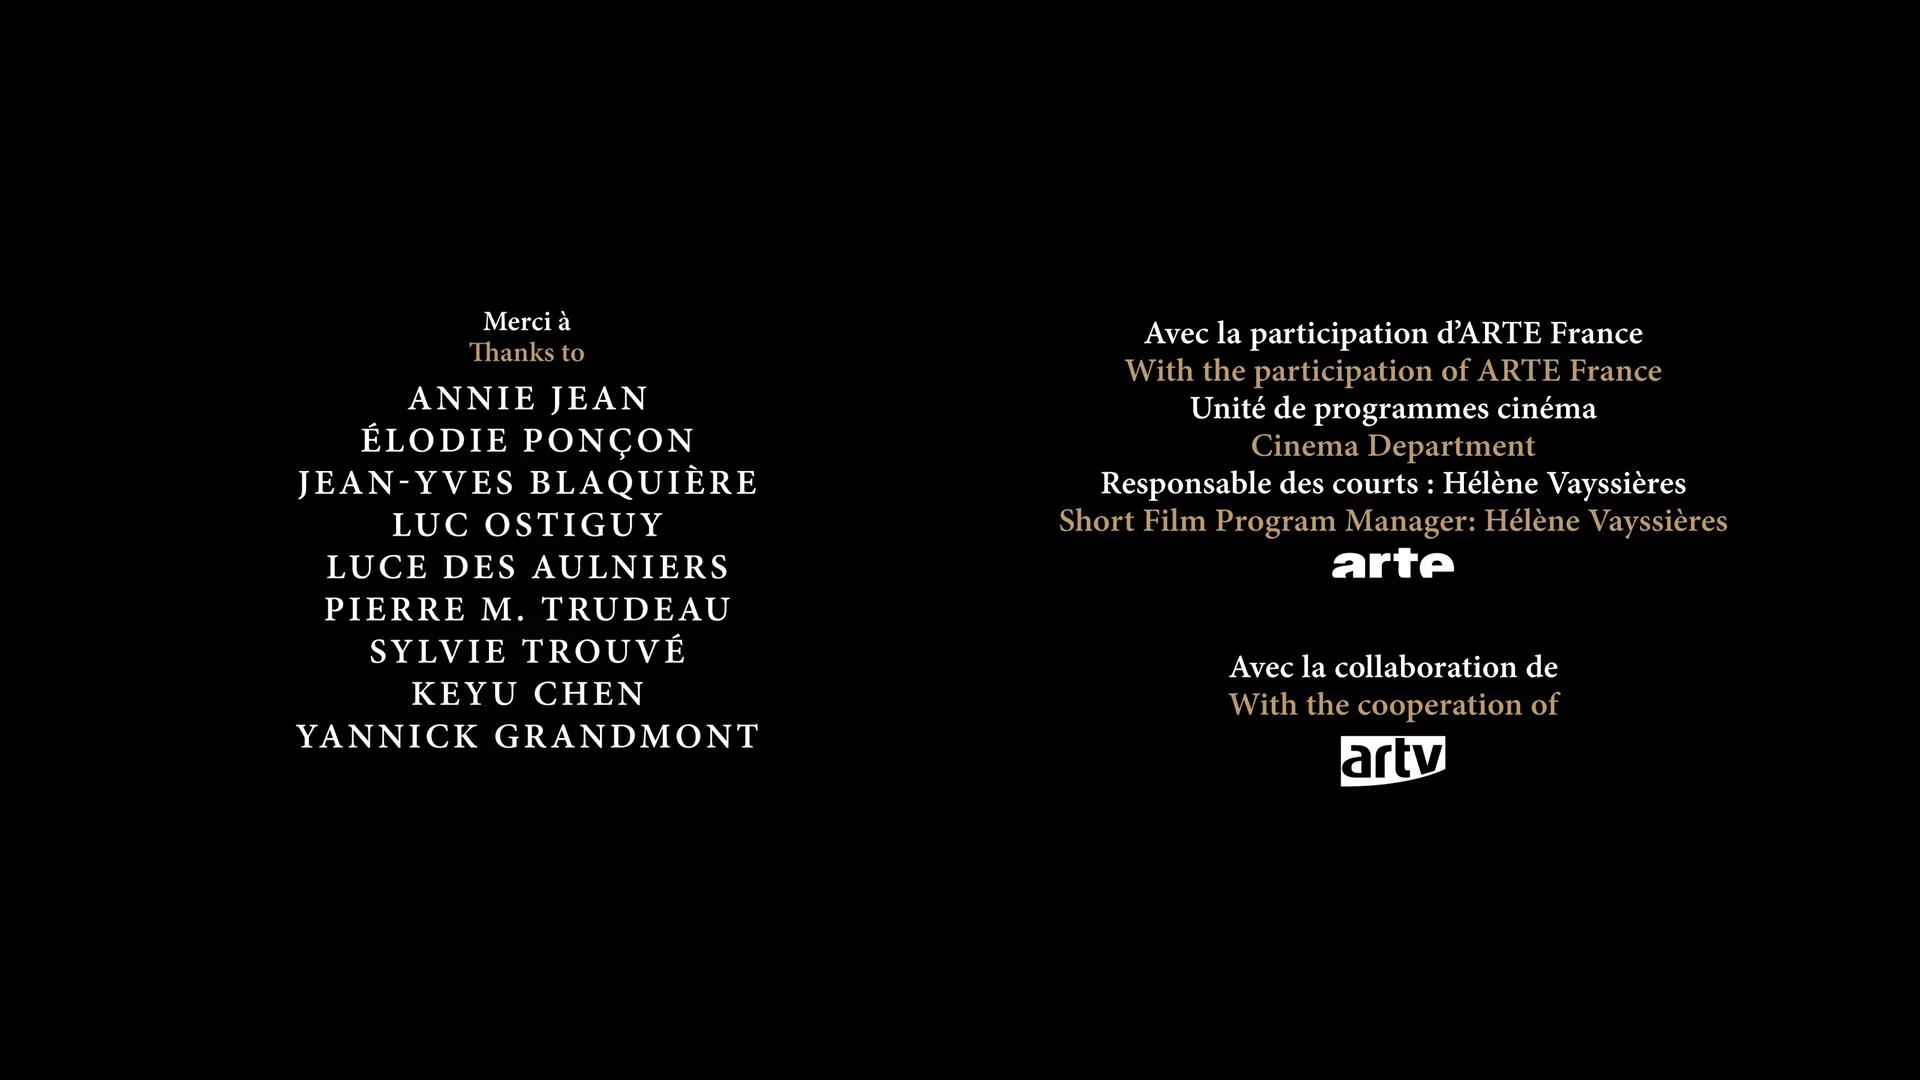 Merci à
Thanks to
ANNIE JEAN
ÉLODIE PONÇON
JEAN-YVES BLAQUIÈRE
LUC OSTIGUY
LUCE DES AULNIERS
PIERRE M. TRUDEAU
SYLVIE TROUVÉ
KEYU CHEN
YANNICK GRANDMONT
Avec la participation d’ARTE France
With the participation of ARTE France
Unité de programmes cinéma
Cinema Department
Responsable des courts : Hélène Vayssières
Short Film Program Manager: Hélène Vayssières
arte
Avec la collaboration de
With the cooperation of
artv